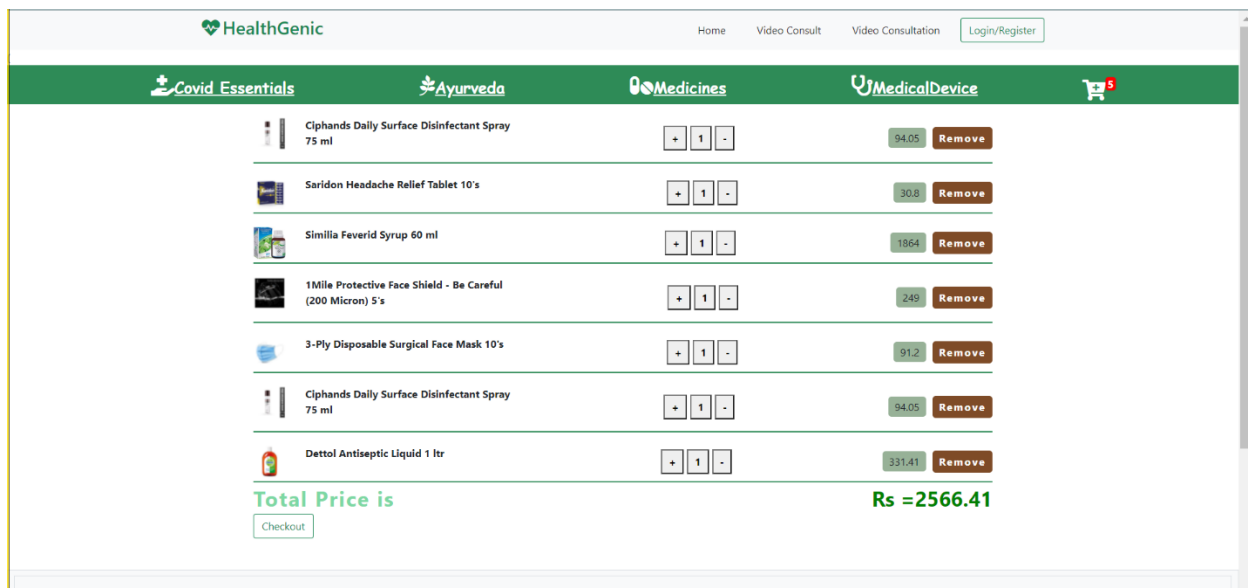 HealthGenic
Home Video Consult Video Consultation Login/Register
Covid Essentials Ayurveda Medicines MedicalDevice 5
Ciphands Daily Surface Disinfectant Spray
75 ml
+ 1 - 94.05 Remove
Saridon Headache Relief Tablet 10's
+ 1 - 30.8 Remove
Similia Feverid Syrup 60 ml
+ 1 - 1864 Remove
1Mile Protective Face Shield - Be Careful
(200 Micron) 5's
+ 1 - 249 Remove
3-Ply Disposable Surgical Face Mask 10's
+ 1 - 91.2 Remove
Ciphands Daily Surface Disinfectant Spray
75 ml
+ 1 - 94.05 Remove
Dettol Antiseptic Liquid 1 ltr
+ 1 - 331.41 Remove
Total Price is Rs =2566.41
Checkout